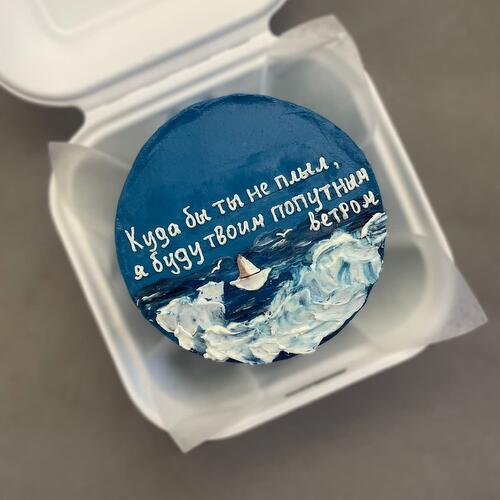 Куда бы ты не плыл,
я буду твоим попутным
ветром